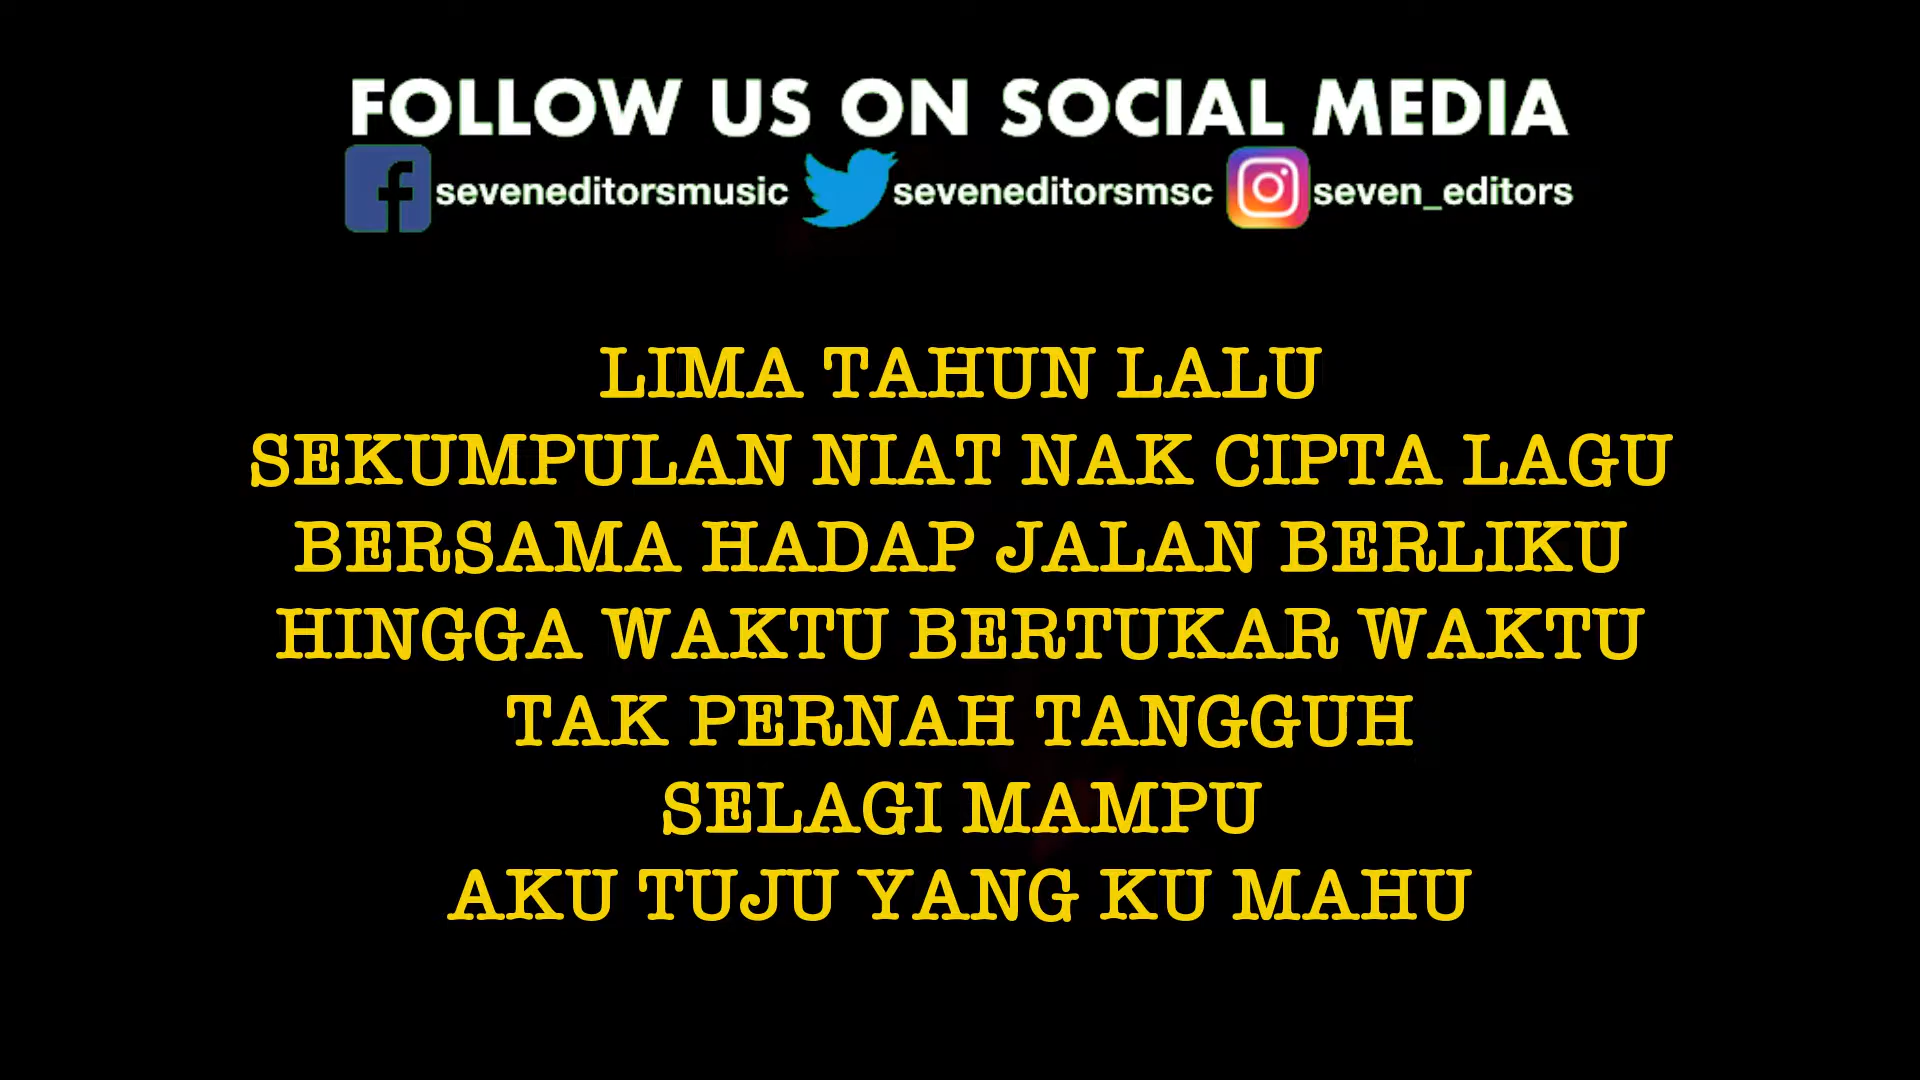 FOLLOW US ON SOCIAL MEDIA
seveneditorsmusic seveneditorsmsc seven_editors
LIMA TAHUN LALU
SEKUMPULAN NIAT NAK CIPTA LAGU
BERSAMA HADAP JALAN BERLIKU
HINGGA WAKTU BERTUKAR WAKTU
TAK PERNAH TANGGUH
SELAGI MAMPU
AKU TUJU YANG KU MAHU